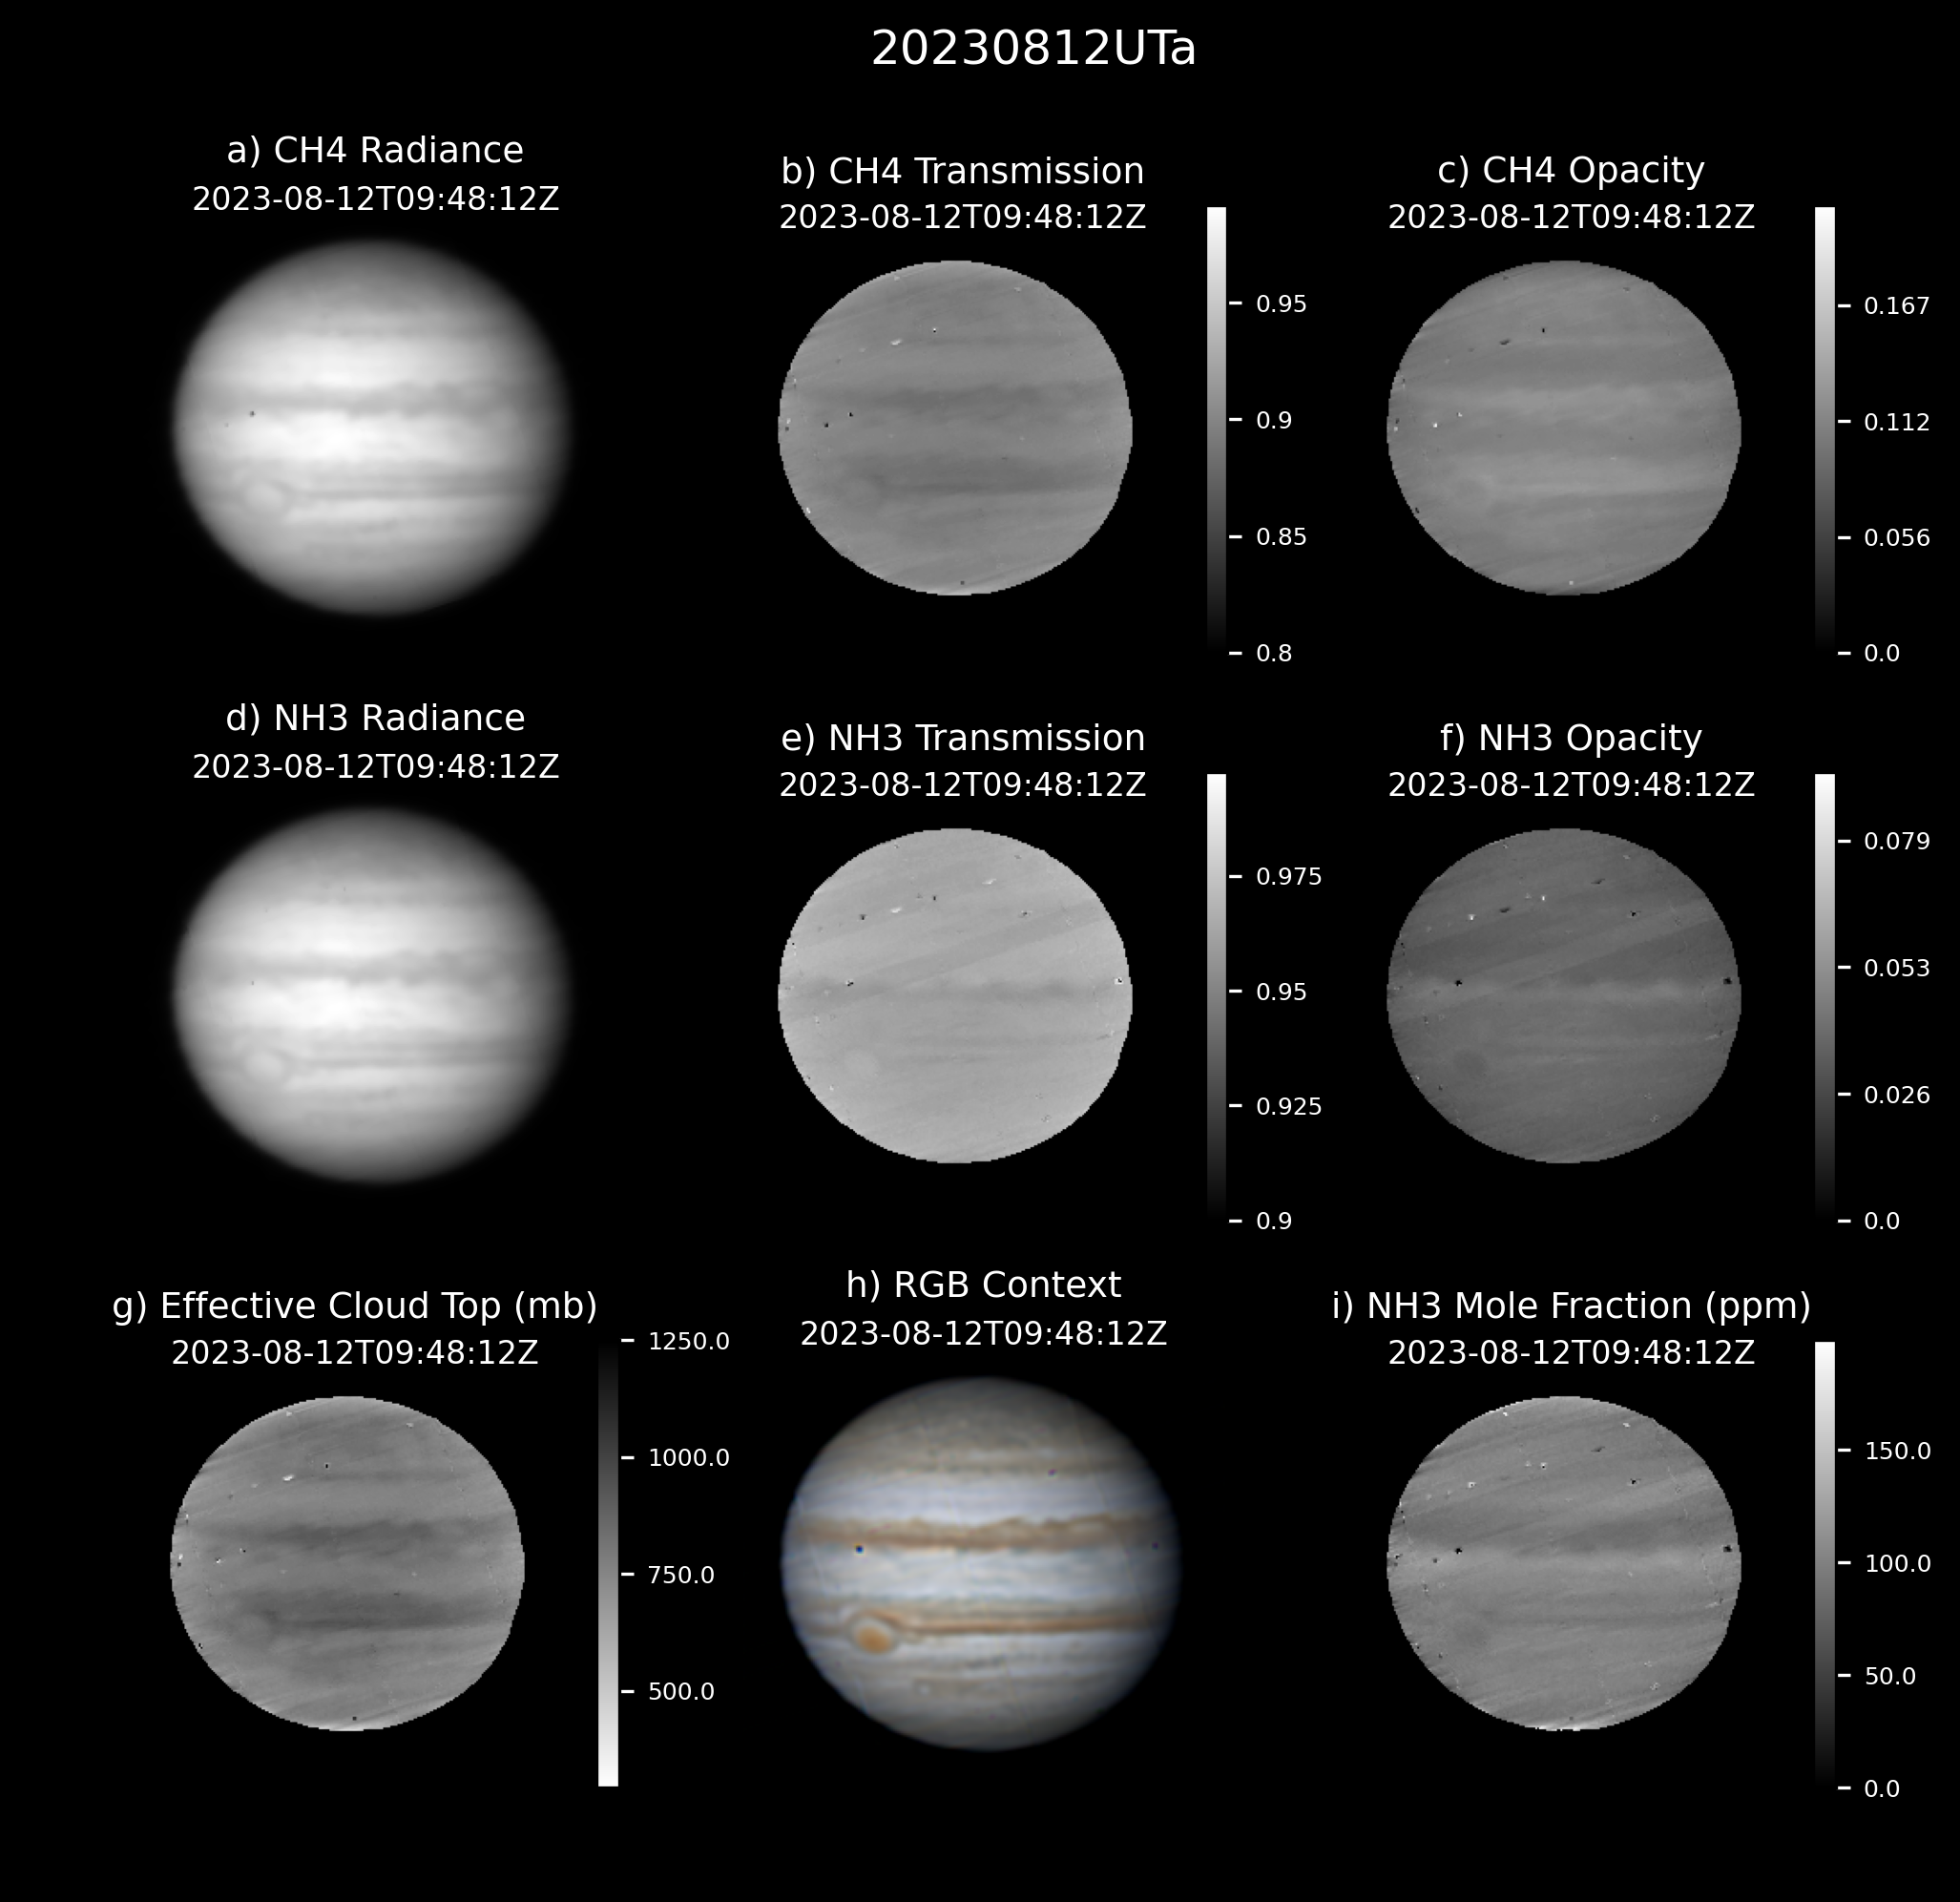 20230812UTa
a) CH4 Radiance
2023-08-12T09:48:12Z
b) CH4 Transmission
2023-08-12T09:48:12Z
0.95
0.9
0.85
0.8
c) CH4 Opacity
2023-08-12T09:48:12Z
0.167
0.112
0.056
0.0
d) NH3 Radiance
2023-08-12T09:48:12Z
e) NH3 Transmission
2023-08-12T09:48:12Z
0.975
0.95
0.925
0.9
f) NH3 Opacity
2023-08-12T09:48:12Z
0.079
0.053
0.026
0.0
g) Effective Cloud Top (mb)
2023-08-12T09:48:12Z
1250.0
1000.0
750.0
500.0
h) RGB Context
2023-08-12T09:48:12Z
i) NH3 Mole Fraction (ppm)
2023-08-12T09:48:12Z
150.0
100.0
50.0
0.0